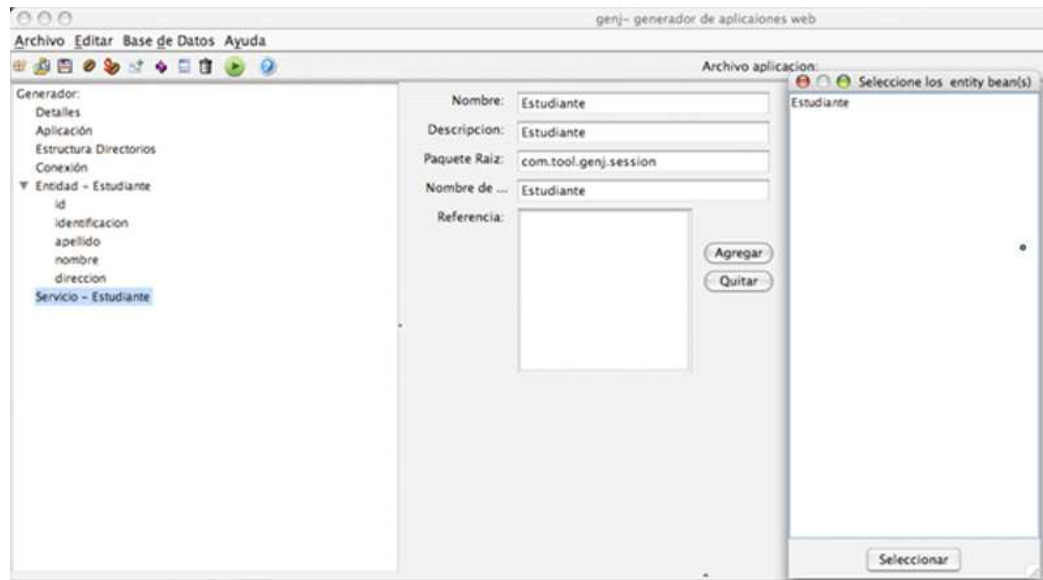 genj- generador de aplicaiones web
Archivo Editar Base de Datos Ayuda
Archivo aplicacion:
Generador:
Detalles
Aplicación
Estructura Directorios
Conexión
Entidad - Estudiante
id
identificacion
apellido
nombre
direccion
Servicio - Estudiante
Nombre: Estudiante
Descripcion: Estudiante
Paquete Raiz: com.tool.genj.session
Nombre de ... Estudiante
Referencia:
Agregar
Quitar
Seleccione los entity bean(s)
Estudiante
Seleccionar